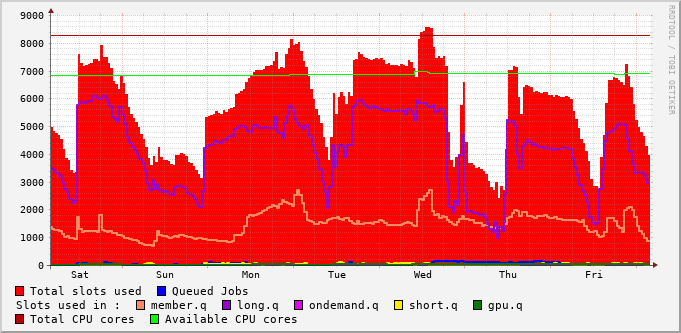 9000
8000
7000
6000
5000
4000
3000
2000
1000
0
Sat Sun Mon Tue Wed Thu Fri
RRDTOOL / TOBI OETIKER
Total slots used Queued Jobs
Slots used in : member.q long.q ondemand.q short.q gpu.q
Total CPU cores Available CPU cores